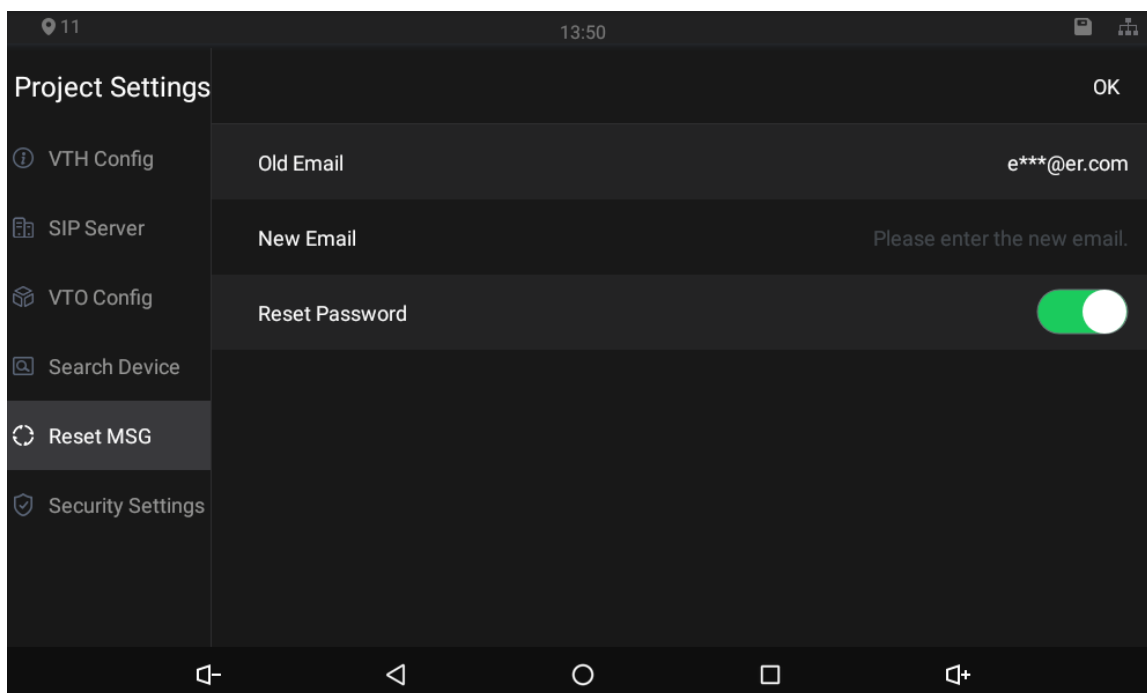 11
13:50
Project Settings
OK
VTH Config
SIP Server
VTO Config
Search Device
Reset MSG
Security Settings
Old Email
e***@er.com
New Email
Please enter the new email.
Reset Password